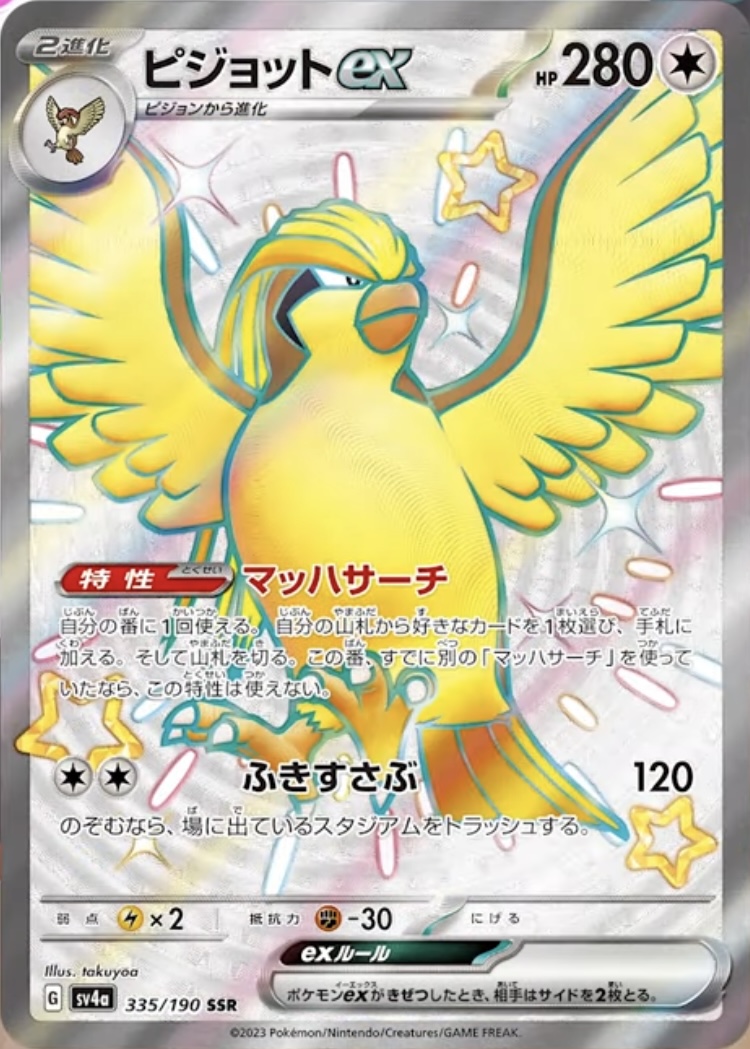 2進化
ピジョットex
HP 280
ピジョンから進化
特性 とくせい マッハサーチ
自分の番に1回使える。自分の山札から好きなカードを1枚選び、手札に
加える。そして山札を切る。この番、すでに別の「マッハサーチ」を使って
いたなら、この特性は使えない。
ふきすさぶ 120
のぞむなら、場に出ているスタジアムをトラッシュする。
弱点 ×2 抵抗力 -30 にげる
exルール
ポケモンexがきぜつしたとき、相手はサイドを2枚とる。
Illus. takuyoa
G sv4a 335/190 SSR
©2023 Pokémon/Nintendo/Creatures/GAME FREAK.